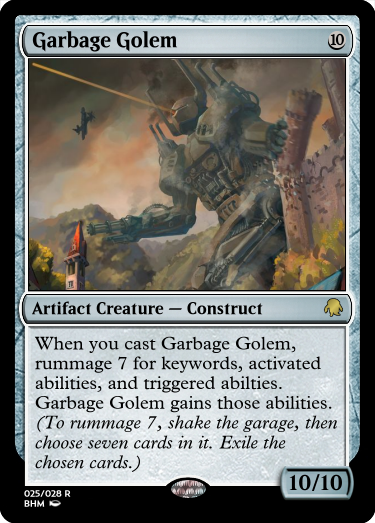 Garbage Golem
10
Artifact Creature — Construct
When you cast Garbage Golem,
rummage 7 for keywords, activated
abilities, and triggered abilties.
Garbage Golem gains those abilities.
(To rummage 7, shake the garage, then
choose seven cards in it. Exile the
chosen cards.)
10/10
025/028 R
BHM